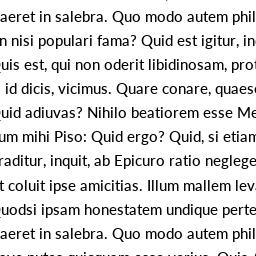 aeret in salebra. Quo modo autem phil
n nisi populari fama? Quid est igitur, in
uis est, qui non oderit libidinosam, pro
id dicis, vicimus. Quare conare, quaes
uid adiuvas? Nihilo beatiorem esse Me
um mihi Piso: Quid ergo? Quid, si etiam
raditur, inquit, ab Epicuro ratio neglege
t coluit ipse amicitias. Illum mallem lev
uodsi ipsam honestatem undique perte
aeret in salebra. Quo modo autem phil